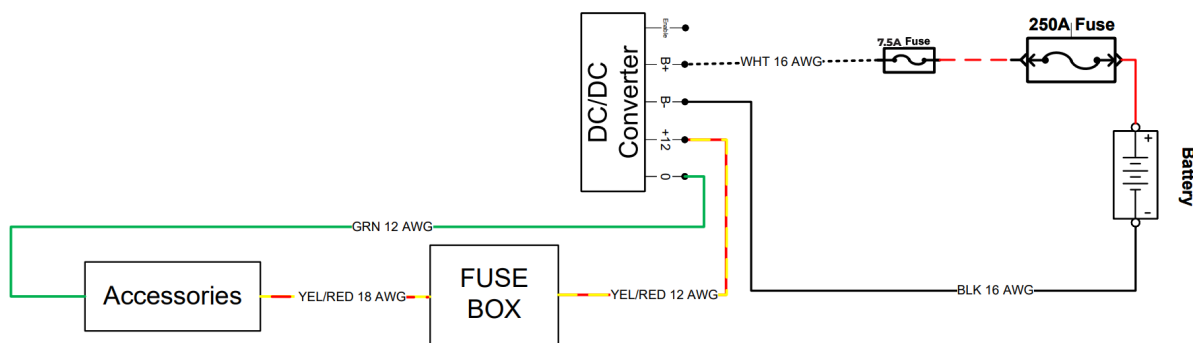 250A Fuse
7.5A Fuse
Enable
B+
WHT 16 AWG
DC/DC
Converter
B-
+12
0
+
-
Battery
GRN 12 AWG
Accessories
YEL/RED 18 AWG
FUSE
BOX
YEL/RED 12 AWG
BLK 16 AWG